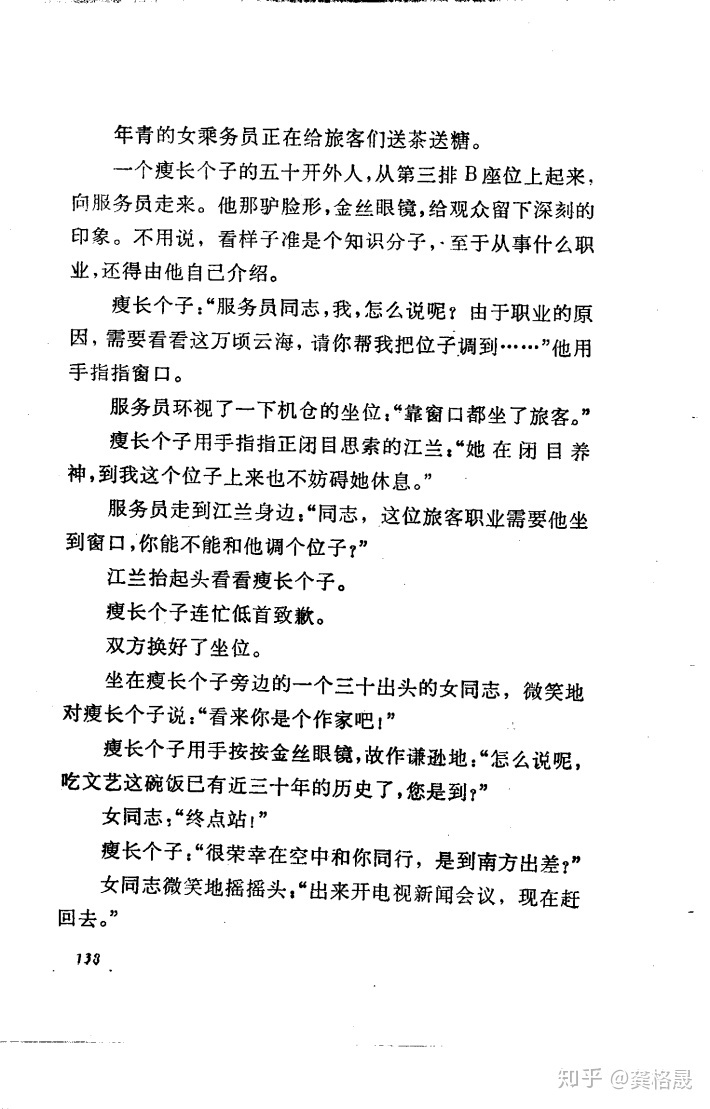 年青的女乘务员正在给旅客们送茶送糖。
一个瘦长个子的五十开外人，从第三排B座位上起来，
向服务员走来。他那驴脸形，金丝眼镜，给观众留下深刻的
印象。不用说，看样子准是个知识分子，至于从事什么职
业，还得由他自己介绍。
瘦长个子：“服务员同志，我，怎么说呢？由于职业的原
因，需要看看这万顷云海，请你帮我把位子调到……”他用
手指指窗口。
服务员环视了一下机仓的坐位：“靠窗口都坐了旅客。”
瘦长个子用手指指正闭目思索的江兰：“她在闭目养
神，到我这个位子上来也不妨碍她休息。”
服务员走到江兰身边：“同志，这位旅客职业需要他坐
到窗口，你能不能和他调个位子？”
江兰抬起头看看瘦长个子。
瘦长个子连忙低首致歉。
双方换好了坐位。
坐在瘦长个子旁边的一个三十出头的女同志，微笑地
对瘦长个子说：“看来你是个作家吧！”
瘦长个子用手按按金丝眼镜，故作谦逊地：“怎么说呢，
吃文艺这碗饭已有近三十年的历史了，您是到？”
女同志：“终点站！”
瘦长个子：“很荣幸在空中和你同行，是到南方出差？”
女同志微笑地摇摇头：“出来开电视新闻会议，现在赶
回去。”
138
知乎 @龚格晟